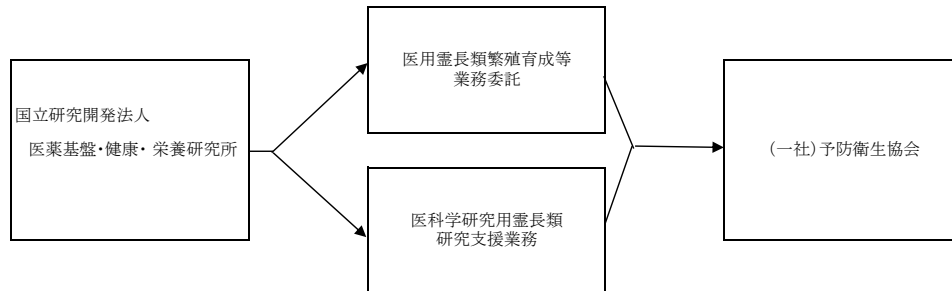 国立研究開発法人
医薬基盤・健康・栄養研究所
医用霊長類繁殖育成等
業務委託
医科学研究用霊長類
研究支援業務
(一社)予防衛生協会